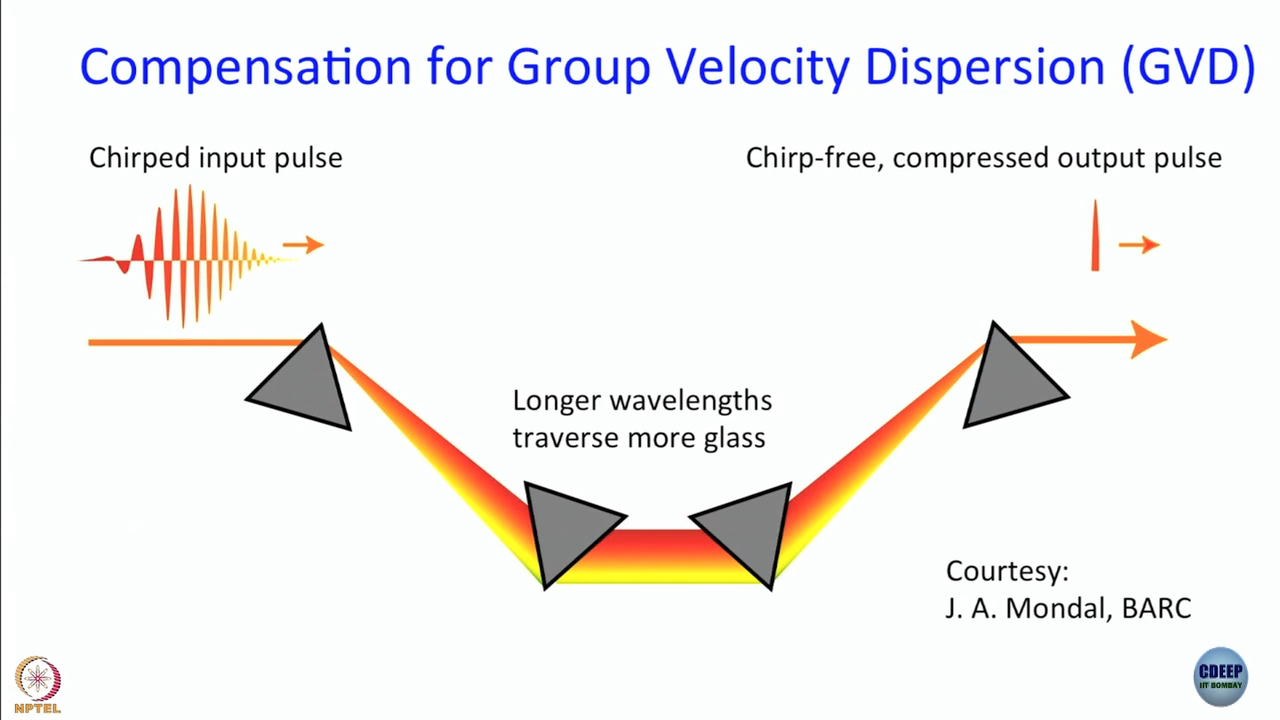 Compensation for Group Velocity Dispersion (GVD)
Chirped input pulse
Chirp-free, compressed output pulse
Longer wavelengths
traverse more glass
Courtesy:
J. A. Mondal, BARC
NPTEL
CDEEP
IIT BOMBAY